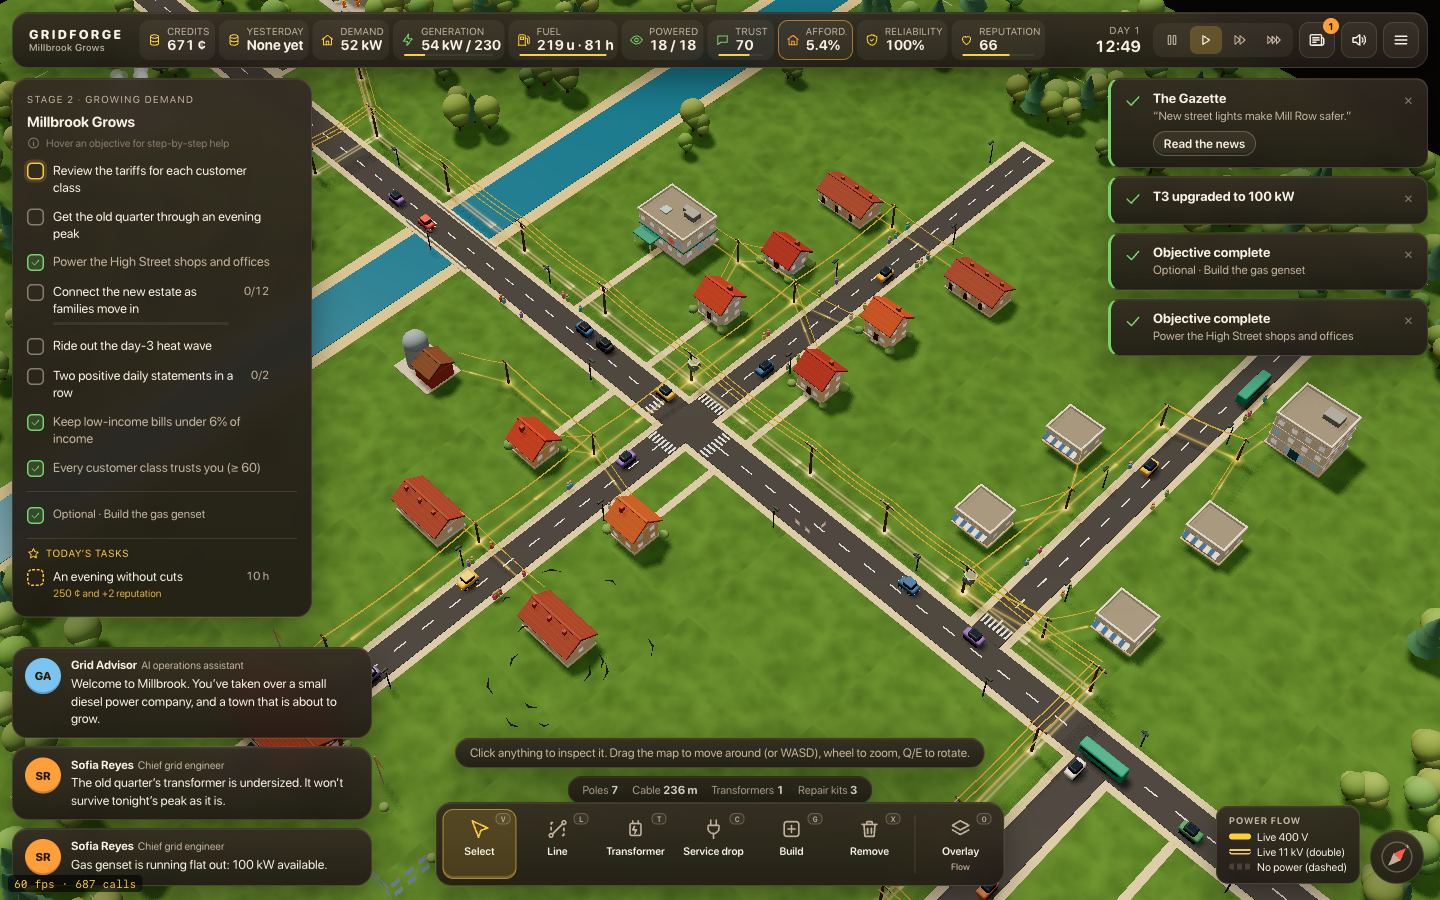 GRIDFORGE
Millbrook Grows
CREDITS
671 ¢
YESTERDAY
None yet
DEMAND
52 kW
GENERATION
54 kW / 230
FUEL
219 u · 81 h
POWERED
18 / 18
TRUST
70
AFFORD.
5.4%
RELIABILITY
100%
REPUTATION
66
DAY 1
12:49
1
STAGE 2 · GROWING DEMAND
Millbrook Grows
Hover an objective for step-by-step help
Review the tariffs for each customer
class
Get the old quarter through an evening
peak
Power the High Street shops and offices
Connect the new estate as
families move in
0/12
Ride out the day-3 heat wave
Two positive daily statements in a
row
0/2
Keep low-income bills under 6% of
income
Every customer class trusts you (≥ 60)
Optional · Build the gas genset
TODAY'S TASKS
An evening without cuts
10 h
250 ¢ and +2 reputation
The Gazette
“New street lights make Mill Row safer.”
Read the news
T3 upgraded to 100 kW
Objective complete
Optional · Build the gas genset
Objective complete
Power the High Street shops and offices
GA
Grid Advisor AI operations assistant
Welcome to Millbrook. You’ve taken over a small
diesel power company, and a town that is about to
grow.
SR
Sofia Reyes Chief grid engineer
The old quarter’s transformer is undersized. It won’t
survive tonight’s peak as it is.
SR
Sofia Reyes Chief grid engineer
Gas genset is running flat out: 100 kW available.
60 fps · 687 calls
Click anything to inspect it. Drag the map to move around (or WASD), wheel to zoom, Q/E to rotate.
Poles 7 Cable 236 m Transformers 1 Repair kits 3
V
Select
L
Line
T
Transformer
C
Service drop
G
Build
X
Remove
O
Overlay
Flow
POWER FLOW
Live 400 V
Live 11 kV (double)
No power (dashed)